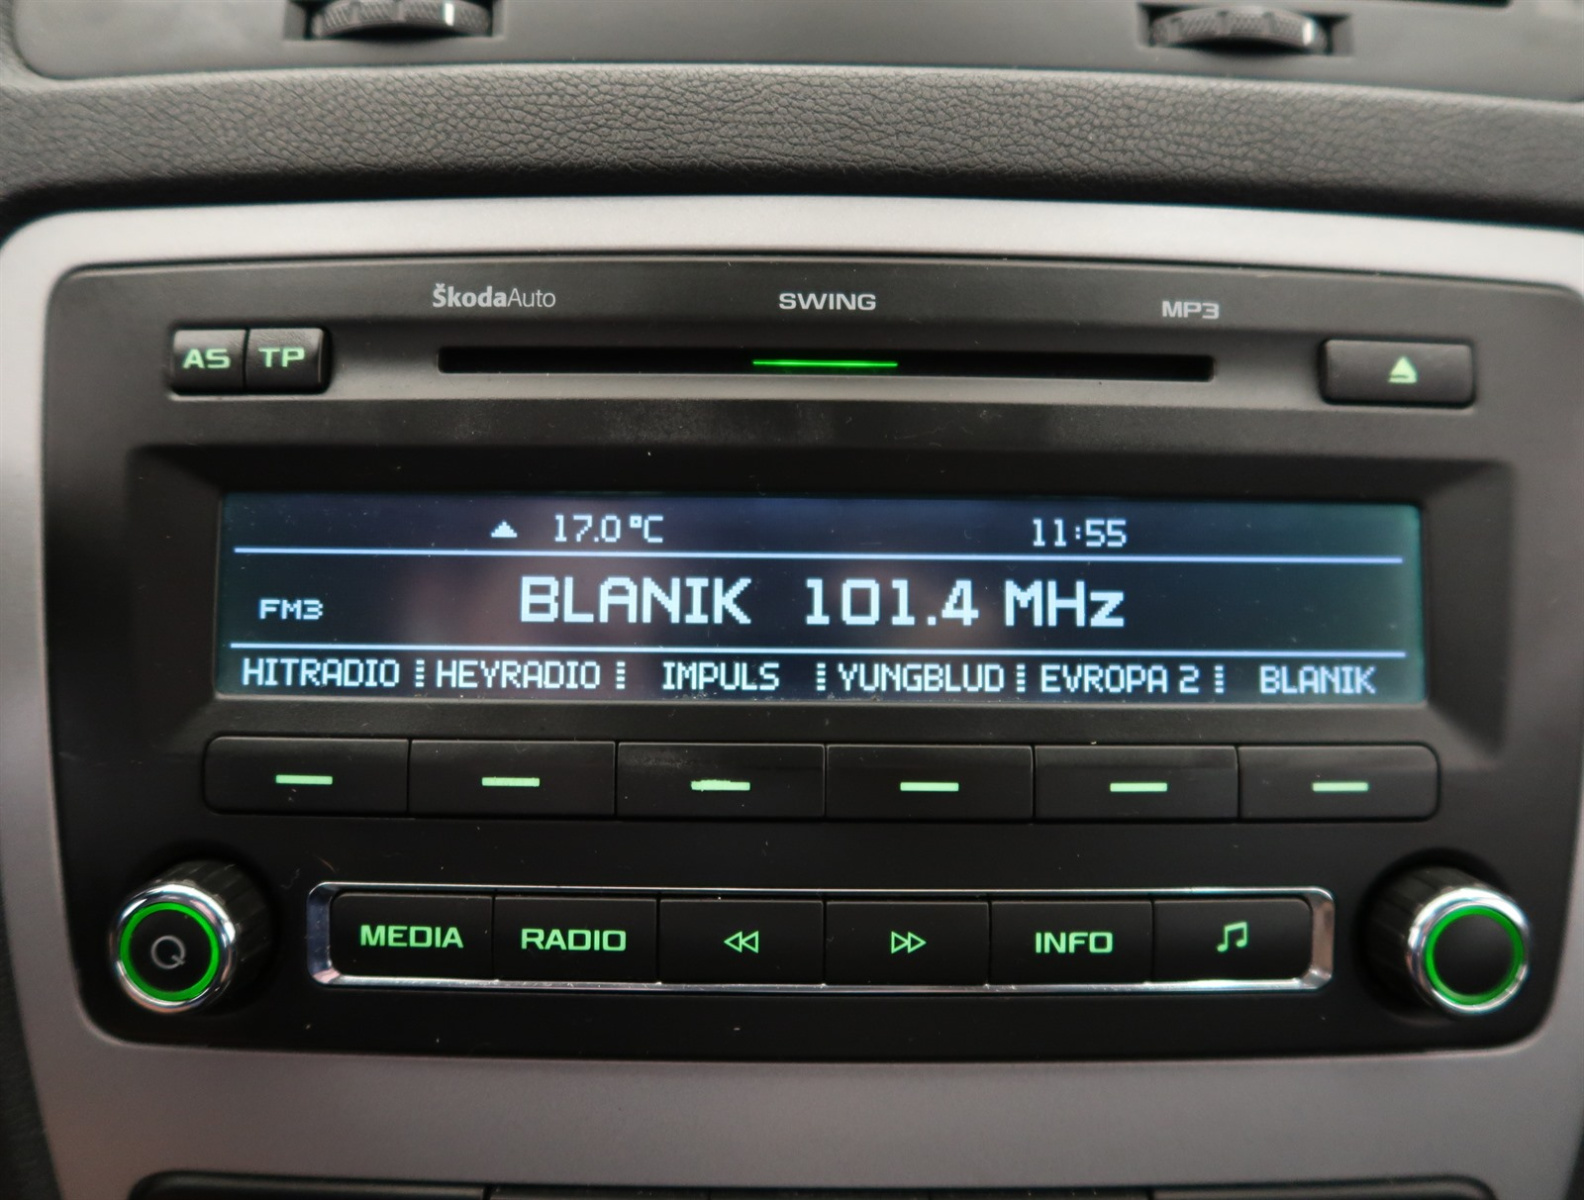 ŠkodaAuto SWING MP3
AS TP
17.0°C 11:55
FM3 BLANIK 101.4 MHz
HITRADIO HEYRADIO IMPULS YUNGBLUD EVROPA 2 BLANIK
MEDIA RADIO INFO